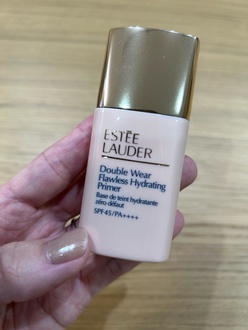 ESTĒE
LAUDER
Double Wear
Flawless Hydrating
Primer
Base de teint hydratante
zéro défaut
SPF 45/PA++++